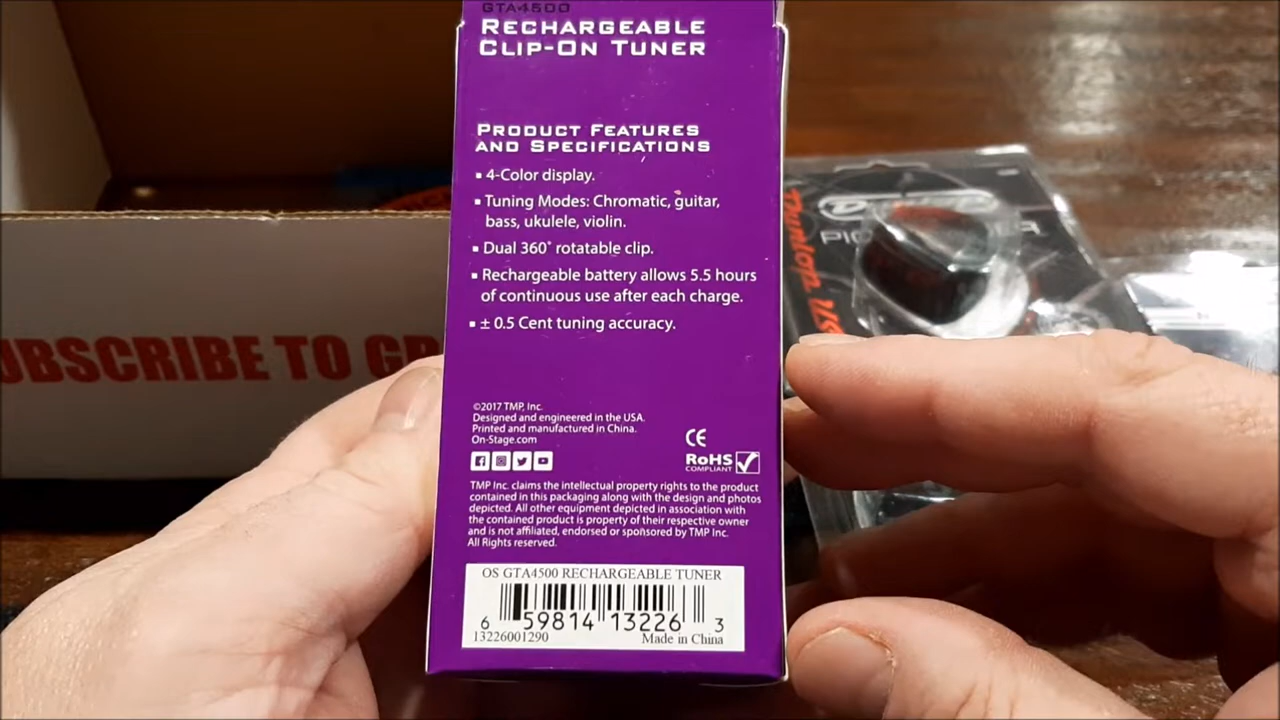 GTA4500
RECHARGEABLE
CLIP-ON TUNER
PRODUCT FEATURES
AND SPECIFICATIONS
▪ 4-Color display.
▪ Tuning Modes: Chromatic, guitar,
bass, ukulele, violin.
▪ Dual 360˚ rotatable clip.
▪ Rechargeable battery allows 5.5 hours
of continuous use after each charge.
▪ ± 0.5 Cent tuning accuracy.
©2017 TMP, Inc.
Designed and engineered in the USA.
Printed and manufactured in China.
On-Stage.com
CE
RoHS
COMPLIANT
TMP Inc. claims the intellectual property rights to the product
contained in this packaging along with the design and photos
depicted. All other equipment depicted in association with
the contained product is property of their respective owner
and is not affiliated, endorsed or sponsored by TMP Inc.
All Rights reserved.
OS GTA4500 RECHARGEABLE TUNER
6 59814 13226 3
13226001290 Made in China
UBSCRIBE TO GR
Dunlop
Dunlop US